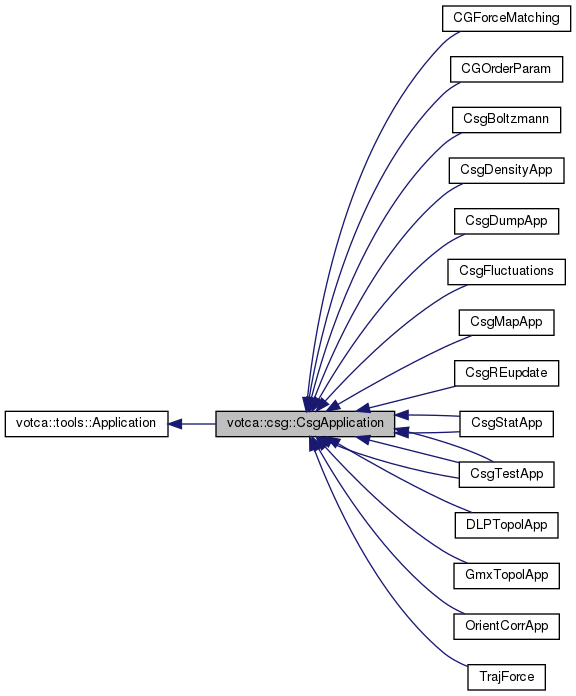 CGForceMatching
CGOrderParam
CsgBoltzmann
CsgDensityApp
CsgDumpApp
CsgFluctuations
CsgMapApp
CsgREupdate
votca::tools::Application
votca::csg::CsgApplication
CsgStatApp
CsgTestApp
DLPTopolApp
GmxTopolApp
OrientCorrApp
TrajForce